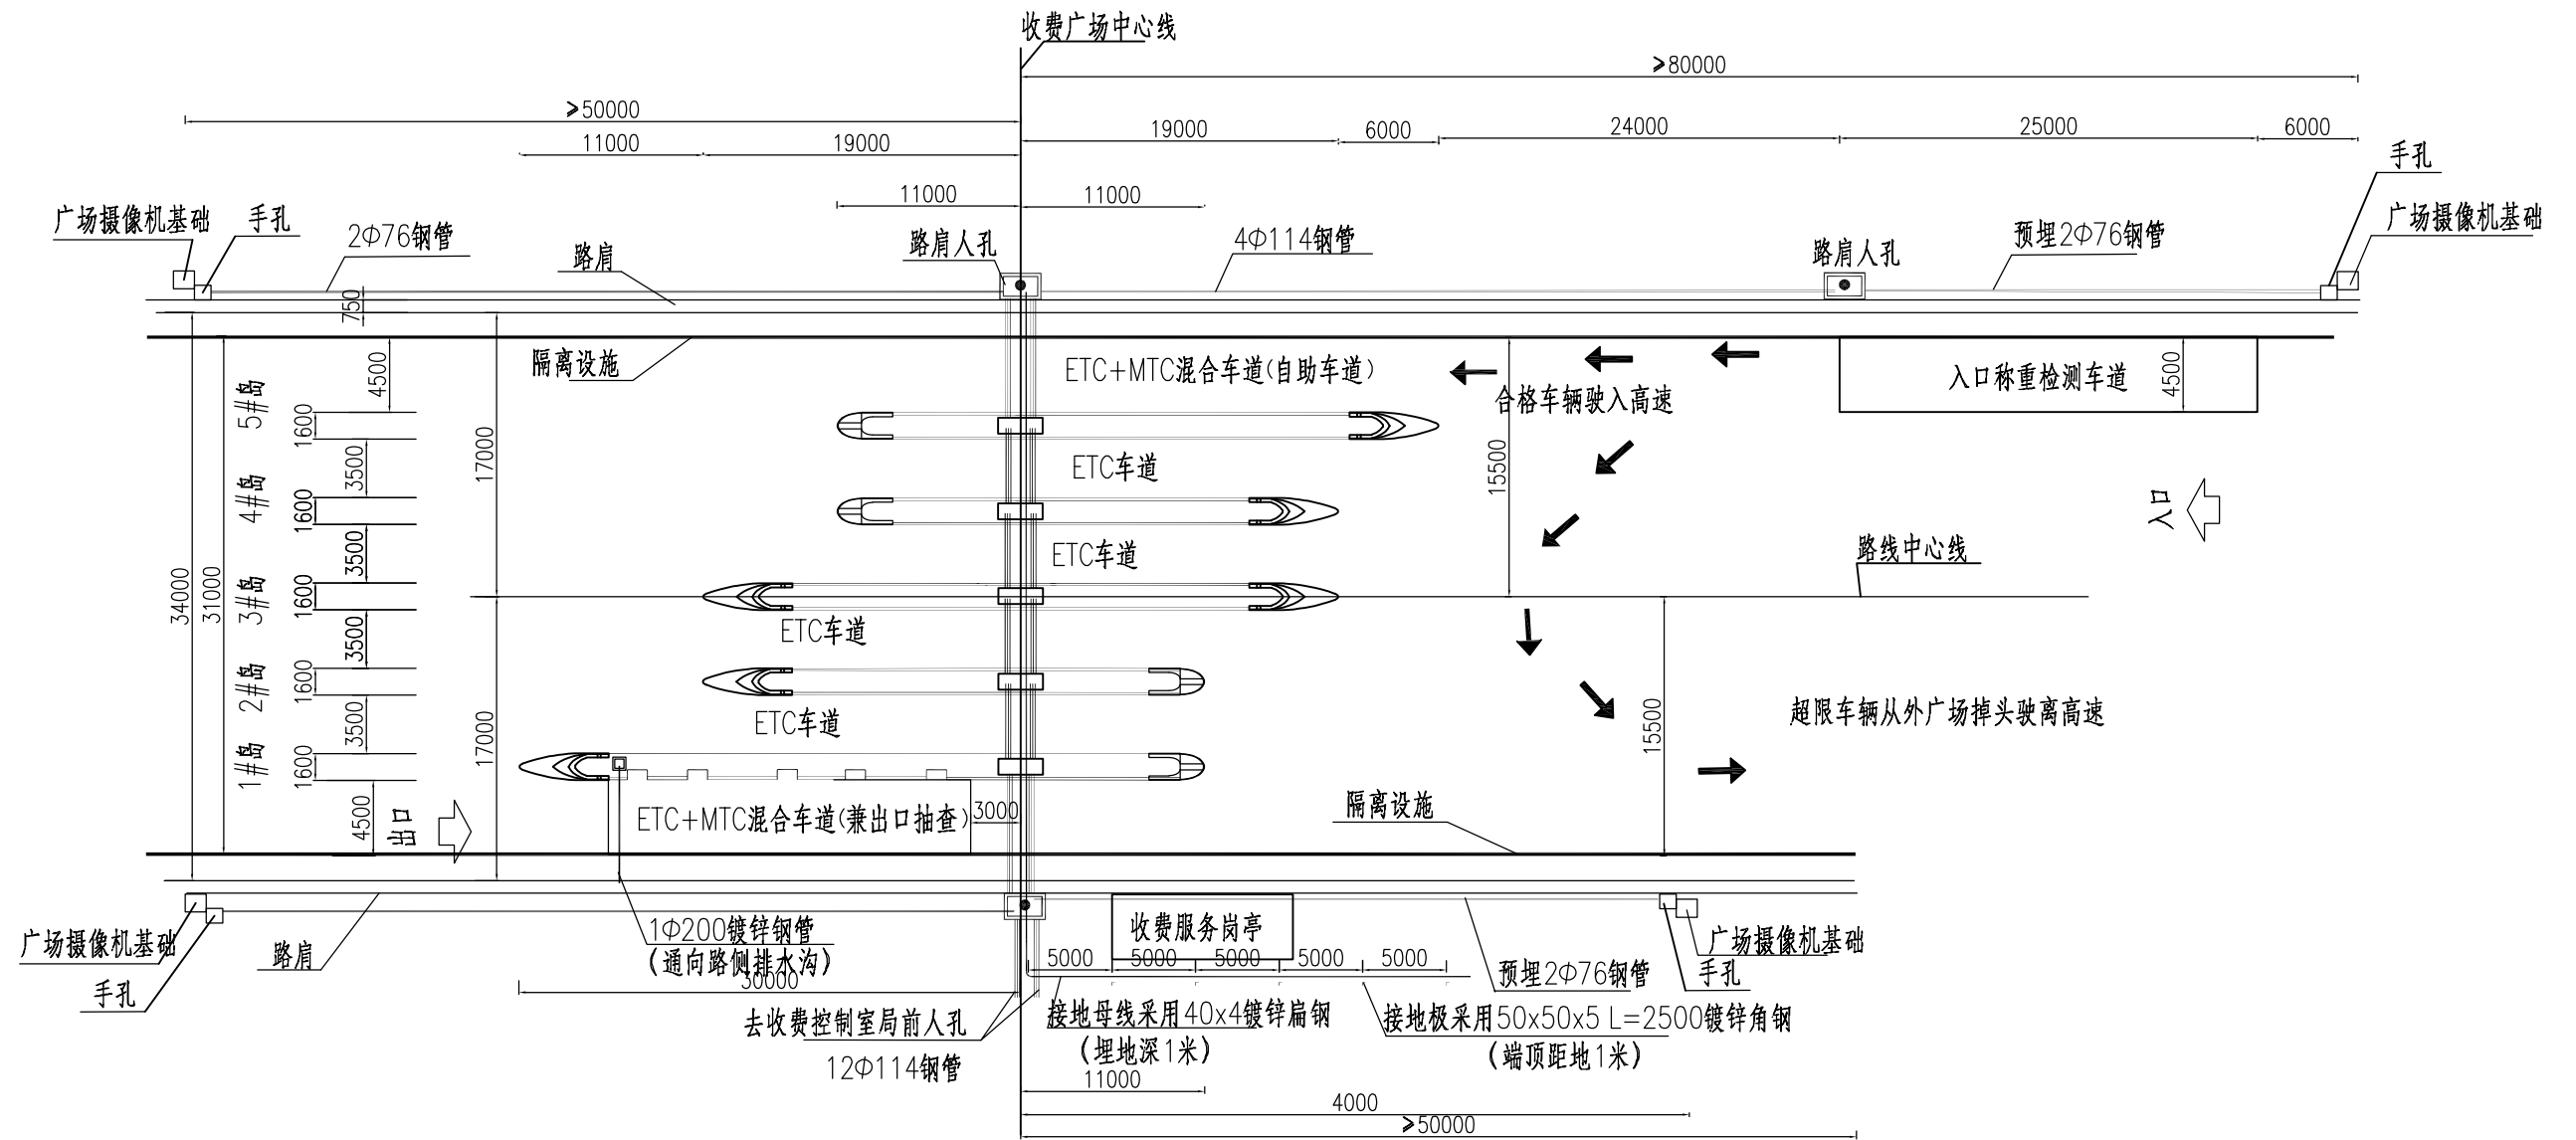 收费广场中心线
≥80000
≥50000
11000
19000
19000
6000
24000
25000
6000
11000
11000
手孔
广场摄像机基础
手孔
2Φ76钢管
路肩
路肩人孔
4Φ114钢管
路肩人孔
预埋2Φ76钢管
广场摄像机基础
750
隔离设施
ETC+MTC混合车道(自助车道)
合格车辆驶入高速
入口称重检测车道
4500
5#岛
1600
4500
3500
17000
15500
ETC车道
4#岛
1600
3500
ETC车道
入口
路线中心线
34000
31000
3#岛
1600
3500
ETC车道
2#岛
1600
3500
17000
ETC车道
15500
超限车辆从外广场掉头驶离高速
1#岛
1600
4500
出口
ETC+MTC混合车道(兼出口抽查)
3000
隔离设施
广场摄像机基础
手孔
路肩
1Φ200镀锌钢管
(通向路侧排水沟)
30000
收费服务岗亭
5000
5000
5000
5000
5000
预埋2Φ76钢管
广场摄像机基础
手孔
去收费控制室局前人孔
12Φ114钢管
接地母线采用40x4镀锌扁钢
(埋地深1米)
接地极采用50x50x5 L=2500镀锌角钢
(端顶距地1米)
11000
4000
≥50000